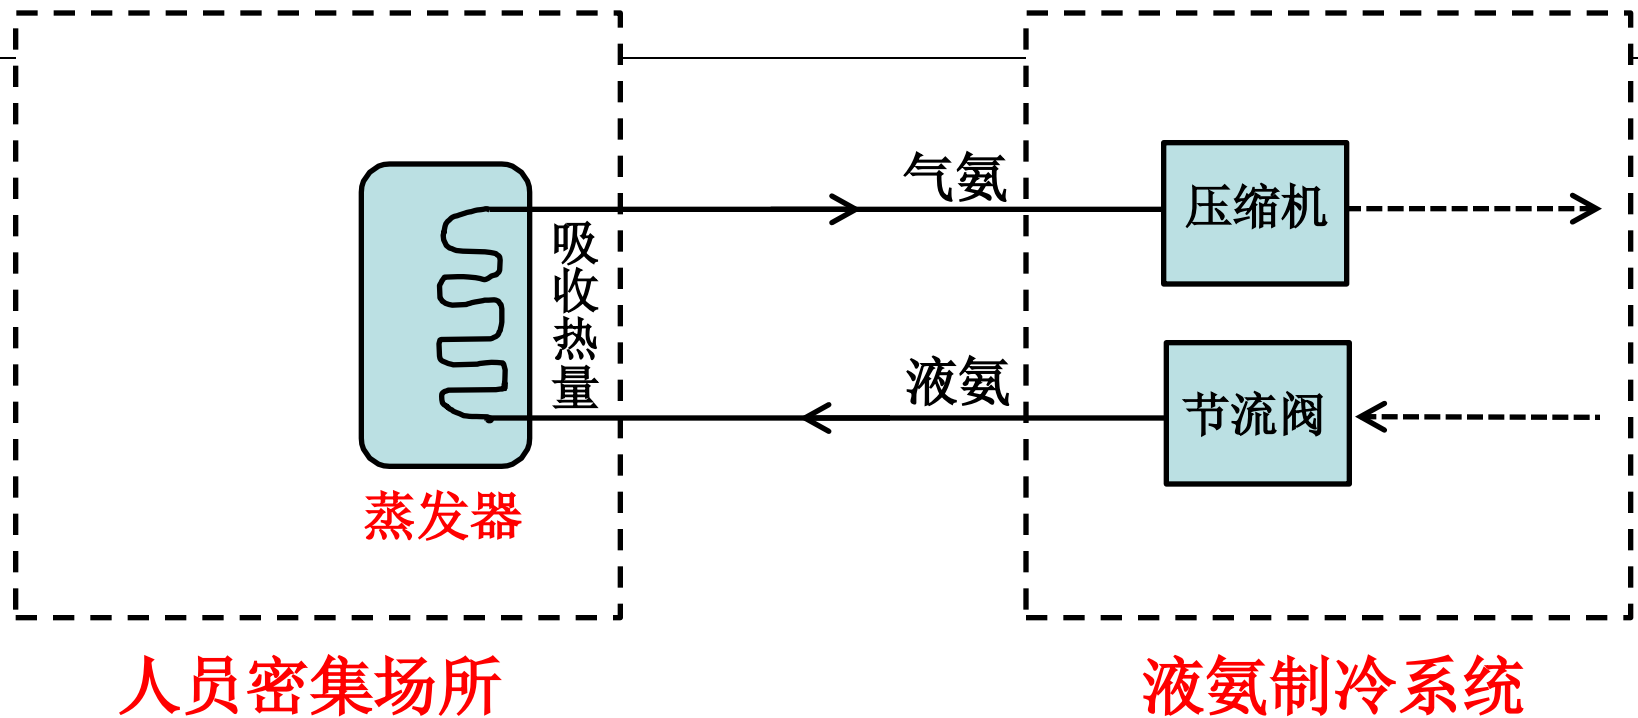 气氨
压缩机
吸收热量
液氨
节流阀
蒸发器
人员密集场所
液氨制冷系统